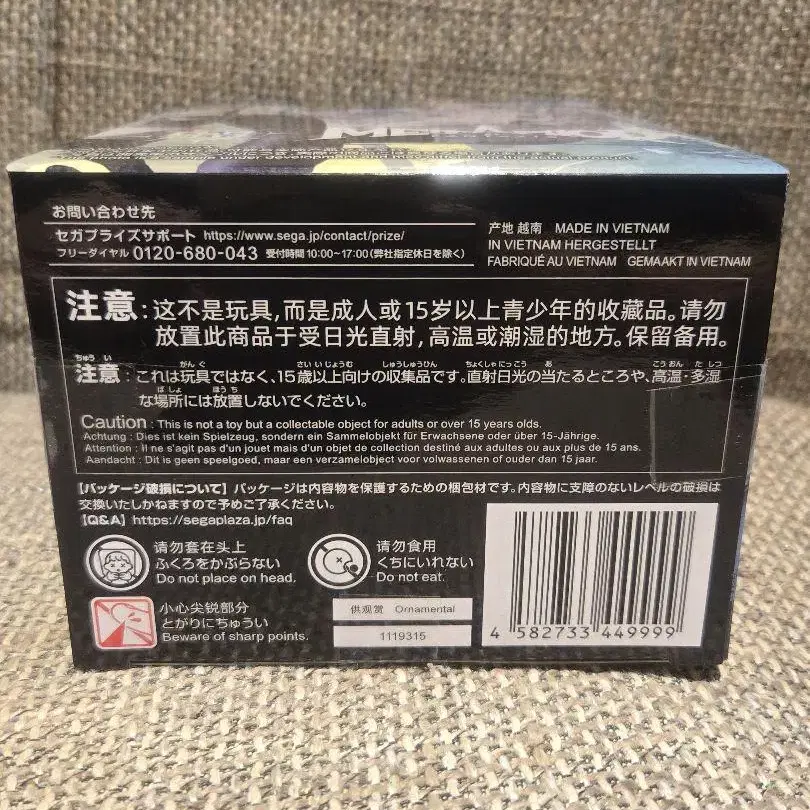 お問い合わせ先
セガプライズサポート https://www.sega.jp/contact/prize/
フリーダイヤル 0120-680-043 受付時間 10:00~17:00(弊社指定休日を除く)
产地 越南 MADE IN VIETNAM
IN VIETNAM HERGESTELLT
FABRIQUÉ AU VIETNAM GEMAAKT IN VIETNAM
注意:这不是玩具,而是成人或15岁以上青少年的收藏品。请勿
放置此商品于受日光直射,高温或潮湿的地方。保留备用。
注意:これは玩具ではなく、15歳以上向けの収集品です。直射日光の当たるところや、高温・多湿
な場所には放置しないでください。
Caution : This is not a toy but a collectable object for adults or over 15 years olds.
Achtung : Dies ist kein Spielzeug, sondern ein Sammelobjekt für Erwachsene oder über 15-Jährige.
Attention : Il ne s'agit pas d'un jouet mais d'un objet de collection destiné aux adultes ou aux plus de 15 ans.
Aandacht : Dit is geen speelgoed, maar een verzamelobject voor volwassenen of ouder dan 15 jaar.
【パッケージ破損について】パッケージは内容物を保護するための梱包材です。内容物に支障のないレベルの破損は
交換いたしかねますので予めご了承ください。
【Q&A】https://segaplaza.jp/faq
请勿套在头上
ふくろをかぶらない
Do not place on head.
请勿食用
くちにいれない
Do not eat.
小心尖锐部分
とがりにちゅうい
Beware of sharp points.
供观赏 Ornamental
1119315
4 582733 449999